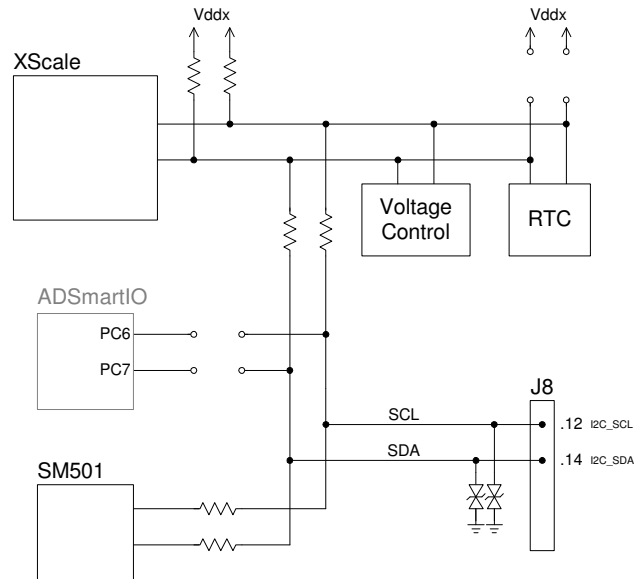 Vddx
Vddx
XScale
Voltage
Control
RTC
ADSmartIO
PC6
PC7
J8
SCL
.12 I2C_SCL
SDA
.14 I2C_SDA
SM501